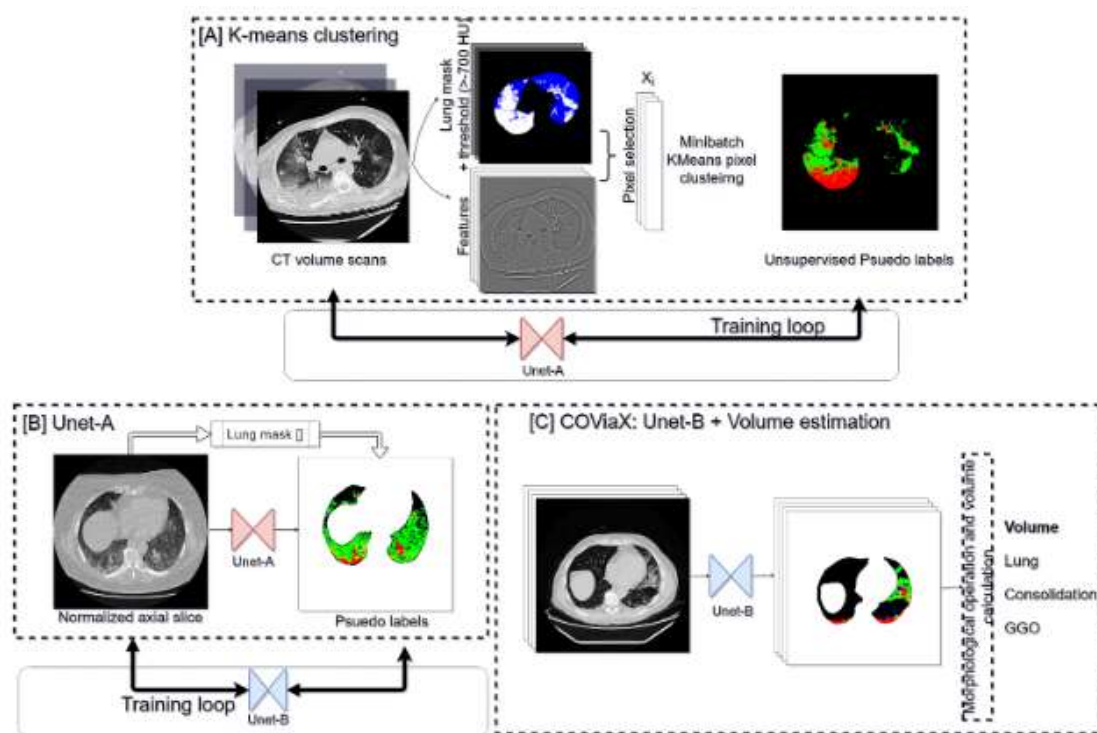 [A] K-means clustering
Lung mask
+ threshold (>-700 HU)
Features
CT volume scans
Pixel selection
Xi
Minibatch
KMeans pixel
clusteimg
Unsupervised Psuedo labels
Training loop
Unet-A
[B] Unet-A
Lung mask []
Unet-A
Normalized axial slice
Psuedo labels
Training loop
Unet-B
[C] COViaX: Unet-B + Volume estimation
Unet-B
Morphological operation and volume
calculation
Volume
Lung
Consolidation
GGO